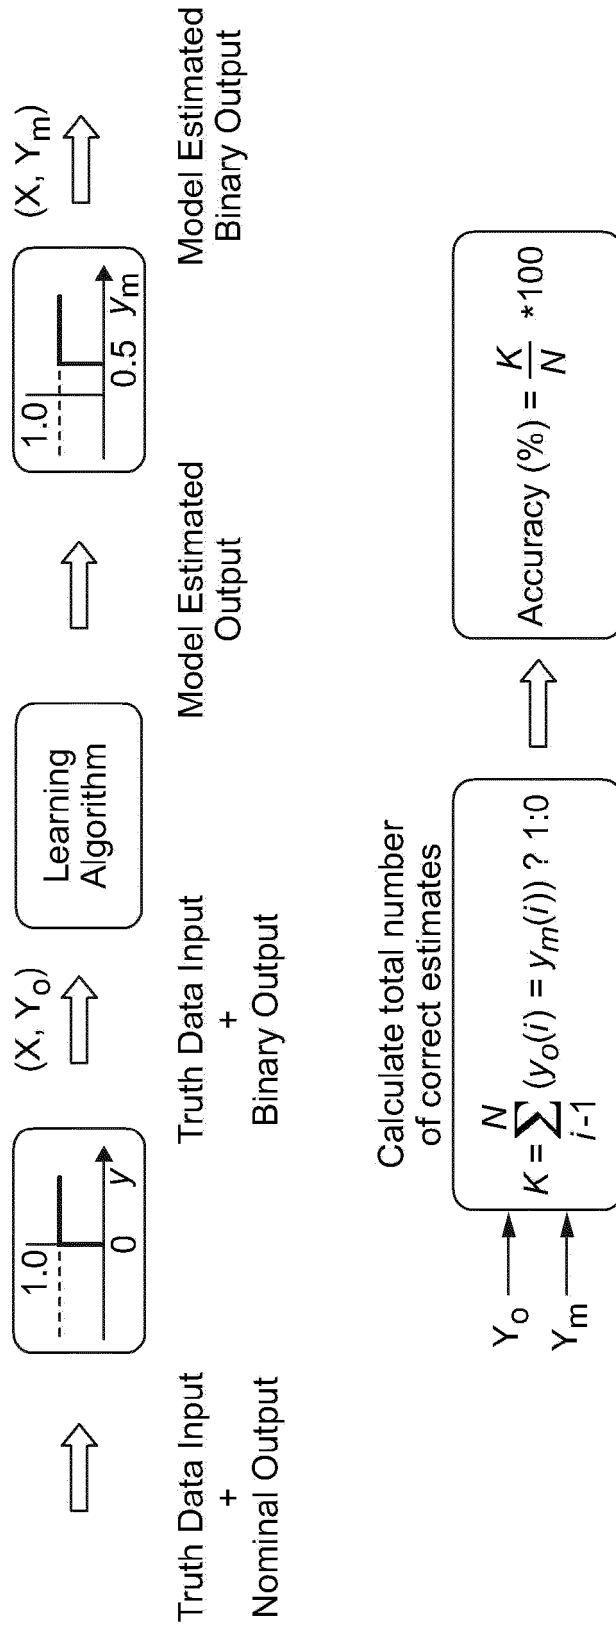 Truth Data Input
+
Nominal Output
1.0
0 y
(X, Yo)
Truth Data Input
+
Binary Output
Learning
Algorithm
Model Estimated
Output
1.0
0.5 ym
(X, Ym)
Model Estimated
Binary Output
Yo
Ym
Calculate total number
of correct estimates
N
K = ∑ (yo(i) = ym(i)) ? 1:0
i-1
Accuracy (%) = K/N *100